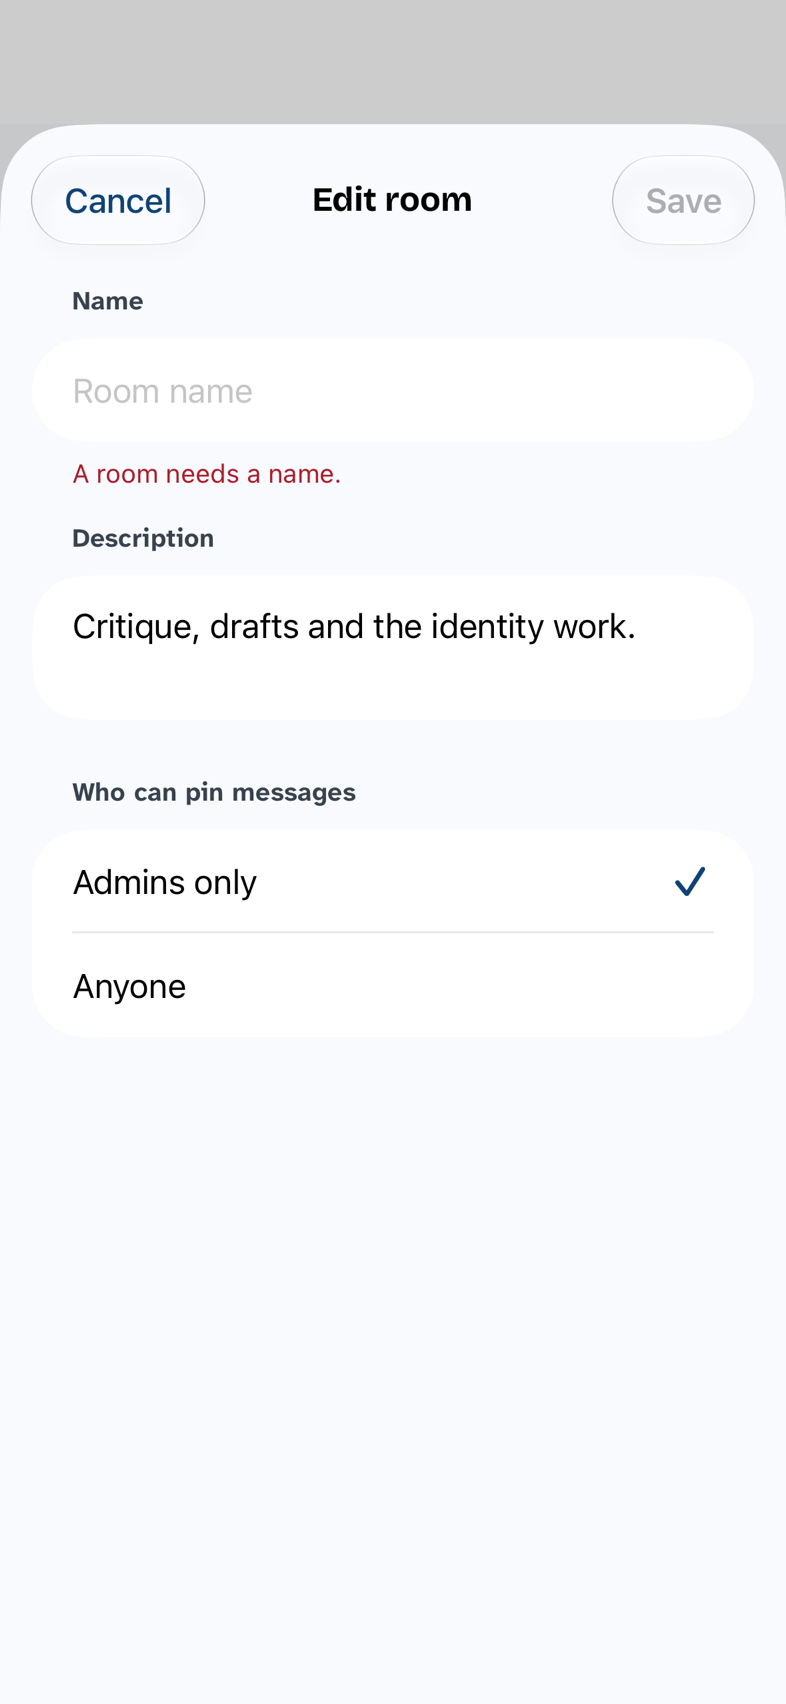 Cancel
Edit room
Save
Name
Room name
A room needs a name.
Description
Critique, drafts and the identity work.
Who can pin messages
Admins only
Anyone